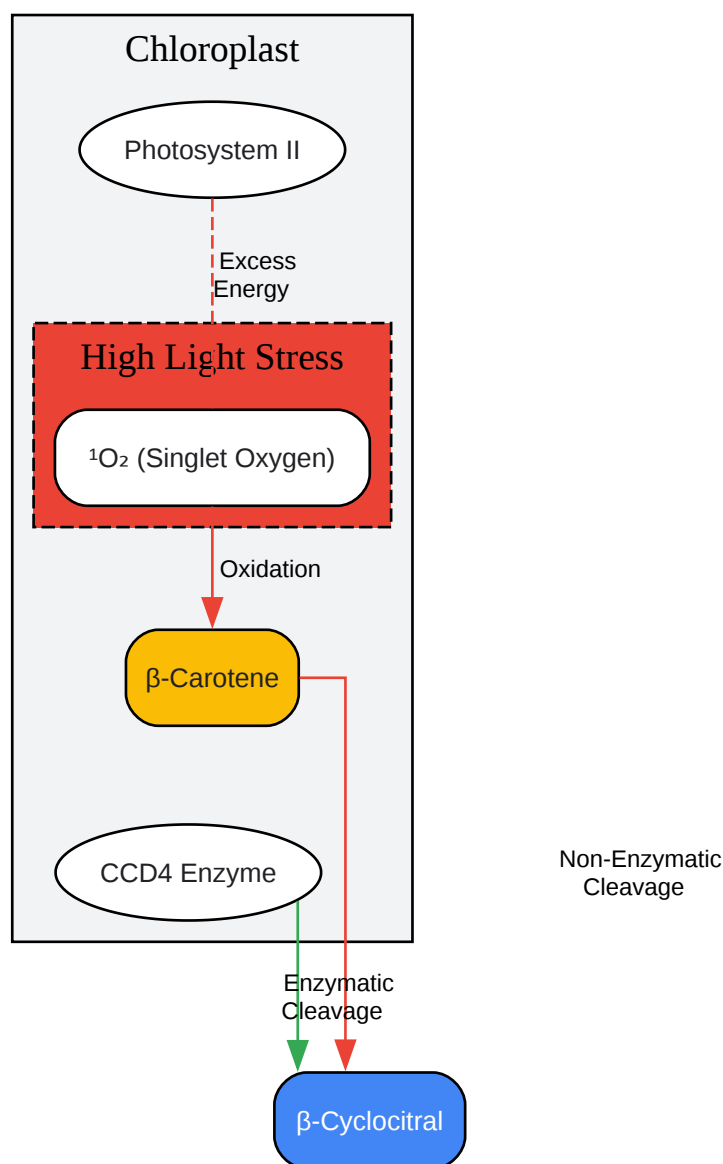 Chloroplast
Photosystem II
Excess
Energy
High Light Stress
¹O₂ (Singlet Oxygen)
Oxidation
β-Carotene
CCD4 Enzyme
Non-Enzymatic
Cleavage
Enzymatic
Cleavage
β-Cyclocitral